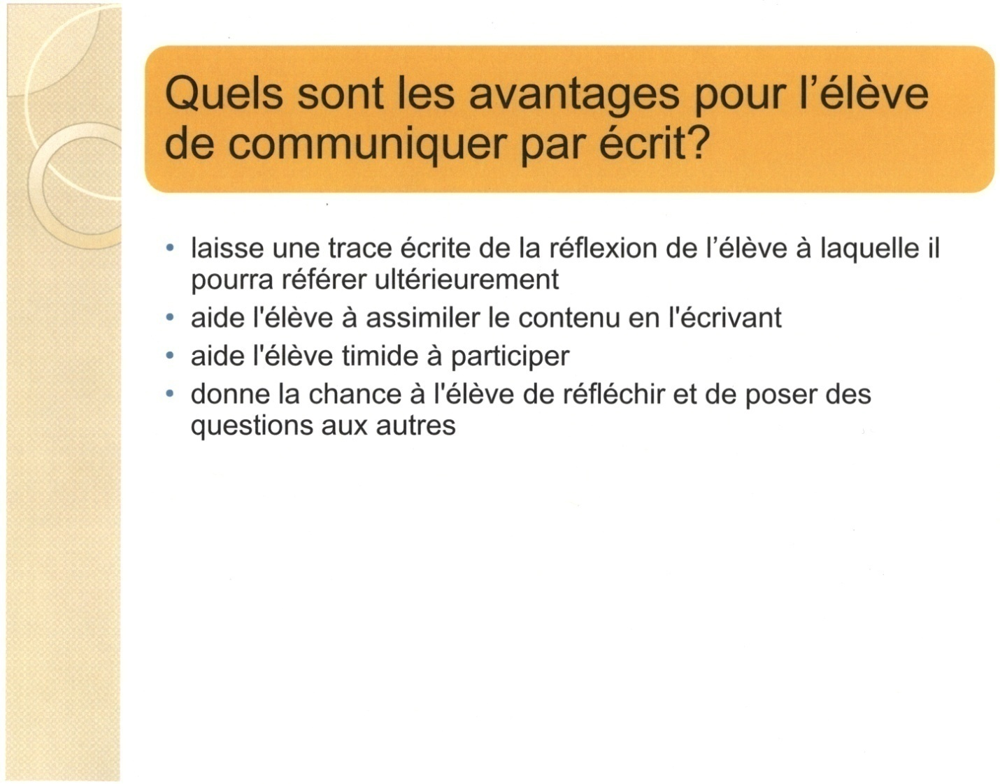 Quels sont les avantages pour l’élève
de communiquer par écrit?
• laisse une trace écrite de la réflexion de l’élève à laquelle il
pourra référer ultérieurement
• aide l'élève à assimiler le contenu en l'écrivant
• aide l'élève timide à participer
• donne la chance à l'élève de réfléchir et de poser des
questions aux autres